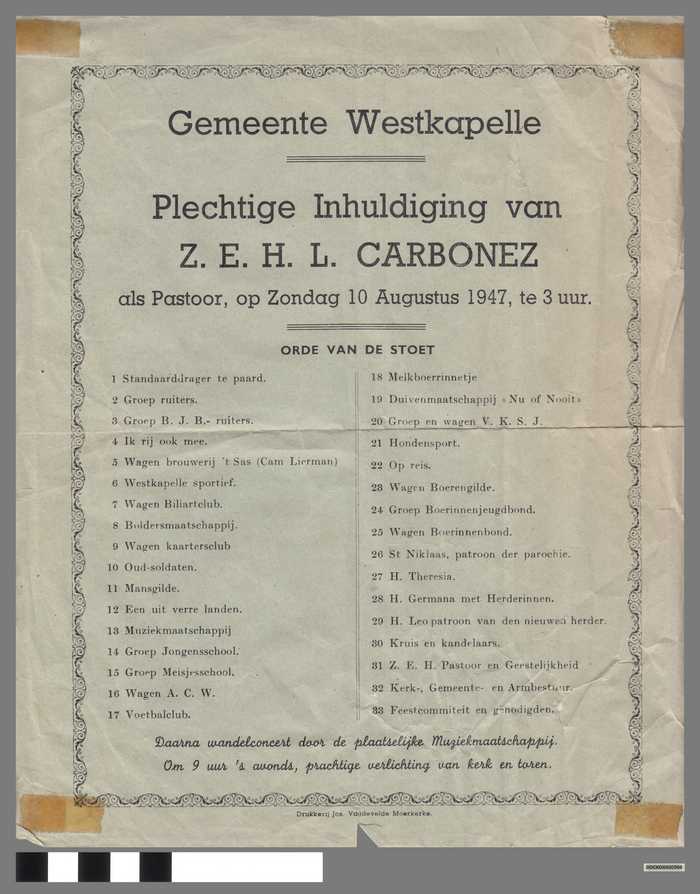 Gemeente Westkapelle
Plechtige Inhuldiging van
Z. E. H. L. CARBONEZ
als Pastoor, op Zondag 10 Augustus 1947, te 3 uur.
ORDE VAN DE STOET
1 Standaarddrager te paard.
2 Groep ruiters.
3 Groep B. J. B.- ruiters.
4 Ik rij ook mee.
5 Wagen brouwerij 't Sas (Cam Lierman)
6 Westkapelle sportief.
7 Wagen Biljartclub.
8 Boldersmaatschappij.
9 Wagen kaartersclub
10 Oud-soldaten.
11 Mansgilde.
12 Een uit verre landen.
13 Muziekmaatschappij
14 Groep Jongensschool.
15 Groep Meisjesschool.
16 Wagen A. C. W.
17 Voetbalclub.
18 Melkboerrinnetje
19 Duivenmaatschappij «Nu of Nooit»
20 Groep en wagen V. K. S. J.
21 Hondensport.
22 Op reis.
23 Wagen Boerengilde.
24 Groep Boerinnenjeugdbond.
25 Wagen Boerinnenbond.
26 St Niklaas, patroon der parochie.
27 H. Theresia.
28 H. Germana met Herderinnen.
29 H. Leo patroon van den nieuwen herder.
30 Kruis en kandelaars.
31 Z. E. H. Pastoor en Geestelijkheid
32 Kerk-, Gemeente- en Armbestuur.
33 Feestcommiteit en genodigden.
Daarna wandelconcert door de plaatselijke Muziekmaatschappij.
Om 9 uur 's avonds, prachtige verlichting van kerk en toren.
Drukkerij Jos. Vandevelde Moerkerke.